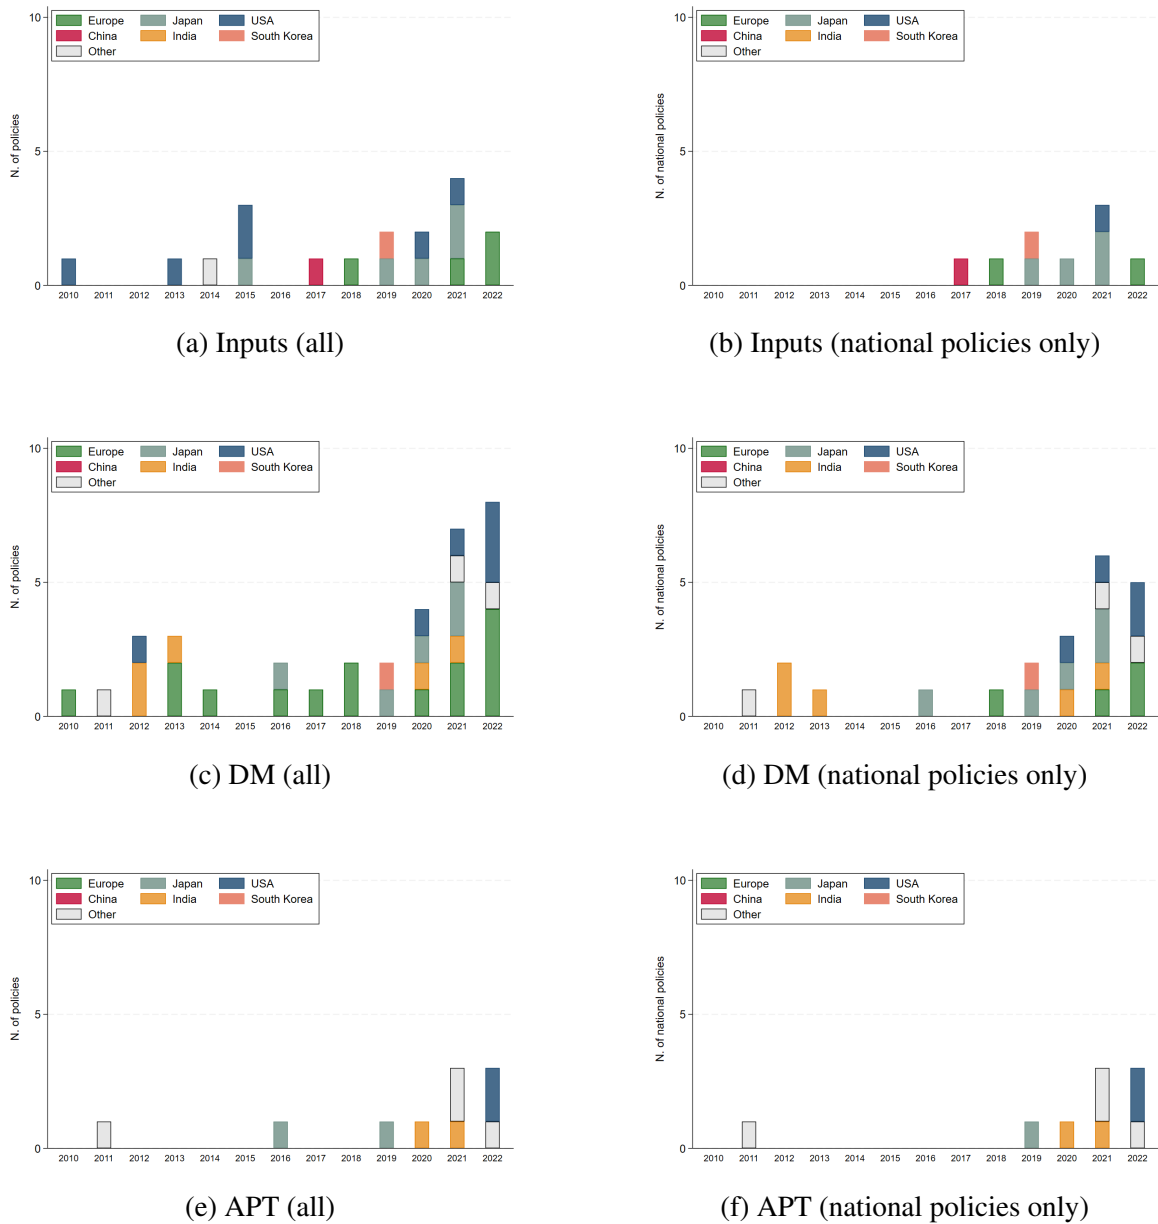 Europe Japan USA
China India South Korea
Other
N. of policies
10
5
0
2010 2011 2012 2013 2014 2015 2016 2017 2018 2019 2020 2021 2022
(a) Inputs (all)
Europe Japan USA
China India South Korea
Other
N. of national policies
10
5
0
2010 2011 2012 2013 2014 2015 2016 2017 2018 2019 2020 2021 2022
(b) Inputs (national policies only)
Europe Japan USA
China India South Korea
Other
N. of policies
10
5
0
2010 2011 2012 2013 2014 2015 2016 2017 2018 2019 2020 2021 2022
(c) DM (all)
Europe Japan USA
China India South Korea
Other
N. of national policies
10
5
0
2010 2011 2012 2013 2014 2015 2016 2017 2018 2019 2020 2021 2022
(d) DM (national policies only)
Europe Japan USA
China India South Korea
Other
N. of policies
10
5
0
2010 2011 2012 2013 2014 2015 2016 2017 2018 2019 2020 2021 2022
(e) APT (all)
Europe Japan USA
China India South Korea
Other
N. of national policies
10
5
0
2010 2011 2012 2013 2014 2015 2016 2017 2018 2019 2020 2021 2022
(f) APT (national policies only)